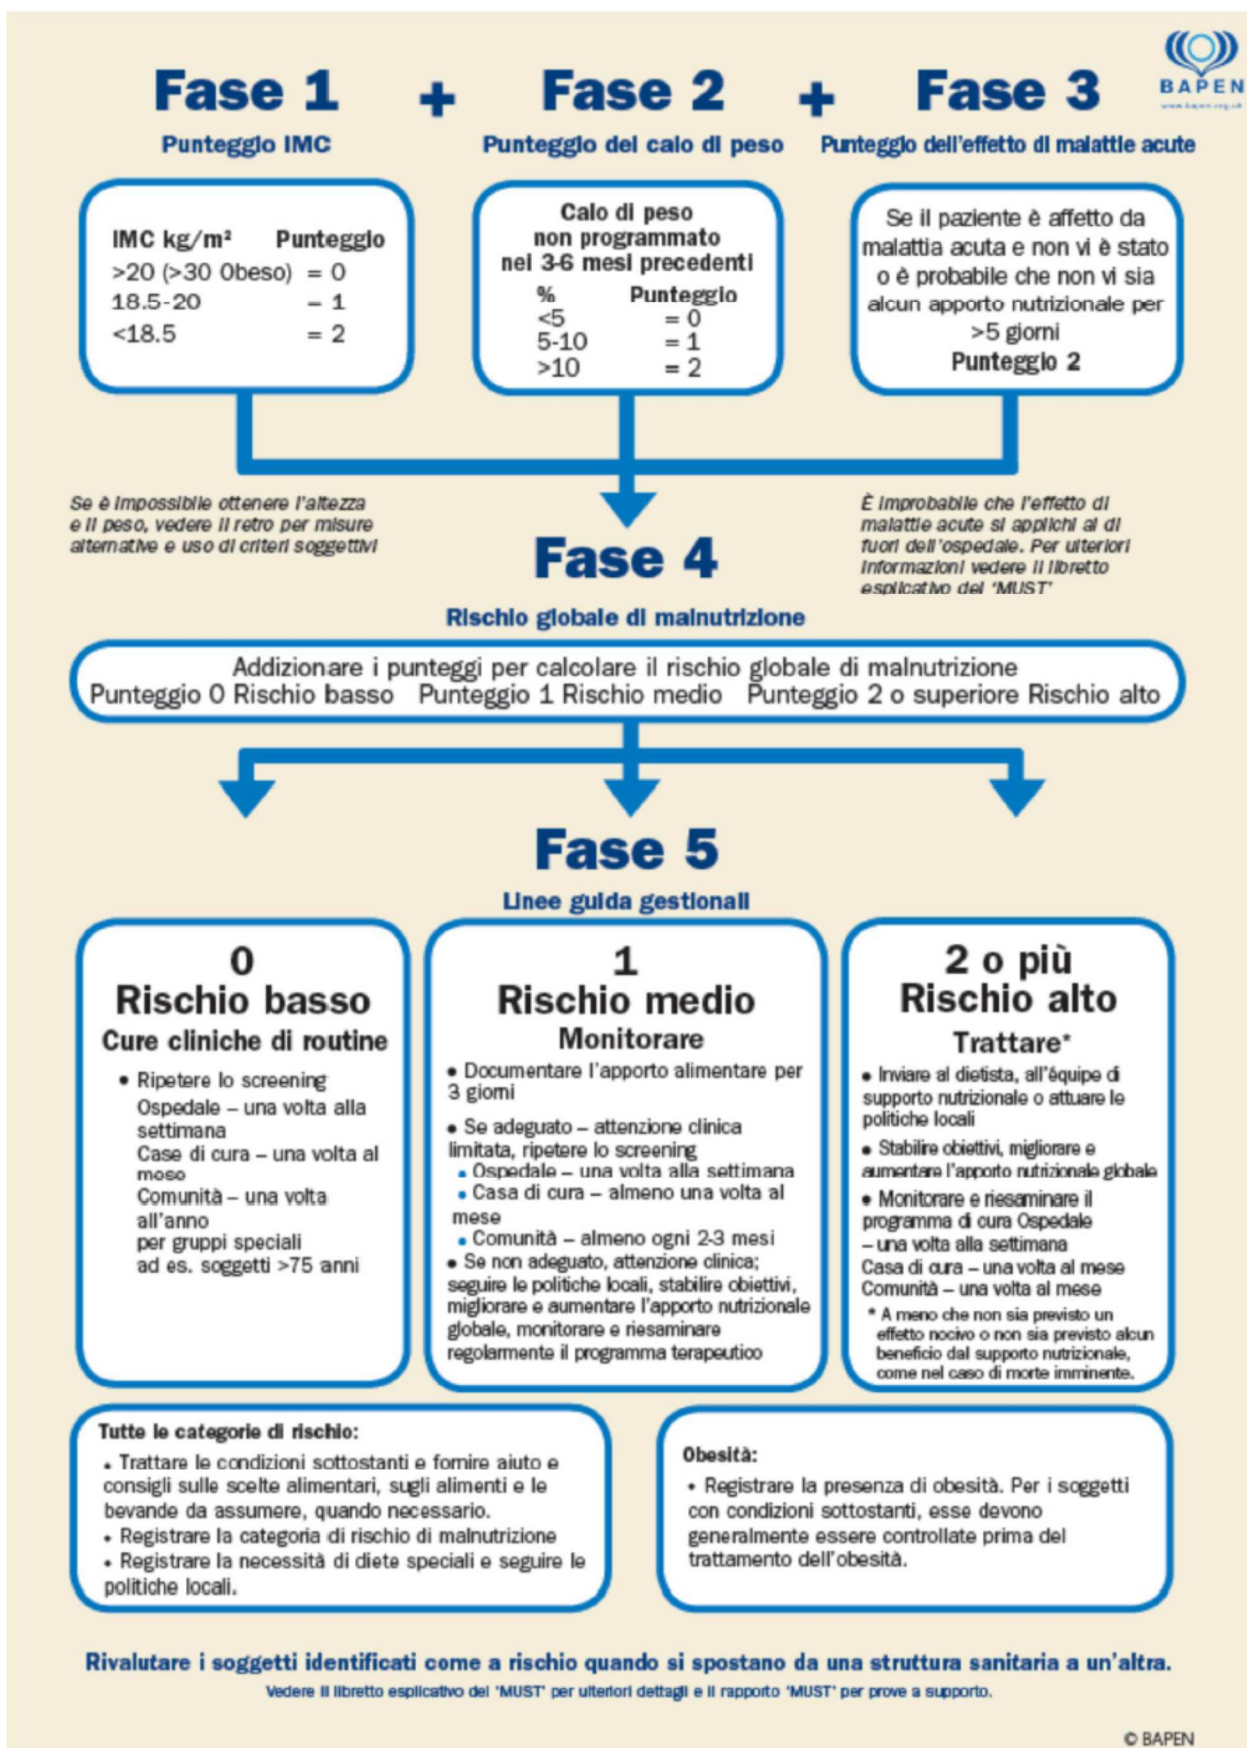 BAPEN
www.bapen.org.uk
Fase 1 + Fase 2 + Fase 3
Punteggio IMC
Punteggio del calo di peso
Punteggio dell'effetto di malattie acute
IMC kg/m² Punteggio
>20 (>30 Obeso) = 0
18.5-20 – 1
<18.5 = 2
Calo di peso
non programmato
nei 3-6 mesi precedenti
% Punteggio
<5 = 0
5-10 = 1
>10 = 2
Se il paziente è affetto da
malattia acuta e non vi è stato
o è probabile che non vi sia
alcun apporto nutrizionale per
>5 giorni
Punteggio 2
Se è impossibile ottenere l'altezza
e il peso, vedere il retro per misure
alternative e uso di criteri soggettivi
È improbabile che l'effetto di
malattie acute si applichi al di
fuori dell'ospedale. Per ulteriori
informazioni vedere il libretto
esplicativo del 'MUST'
Fase 4
Rischio globale di malnutrizione
Addizionare i punteggi per calcolare il rischio globale di malnutrizione
Punteggio 0 Rischio basso Punteggio 1 Rischio medio Punteggio 2 o superiore Rischio alto
Fase 5
Linee guida gestionali
0
Rischio basso
Cure cliniche di routine
• Ripetere lo screening
Ospedale – una volta alla
settimana
Case di cura – una volta al
mese
Comunità – una volta
all'anno
per gruppi speciali
ad es. soggetti >75 anni
1
Rischio medio
Monitorare
• Documentare l'apporto alimentare per
3 giorni
• Se adeguato – attenzione clinica
limitata, ripetere lo screening
• Ospedale – una volta alla settimana
• Casa di cura – almeno una volta al
mese
• Comunità – almeno ogni 2-3 mesi
• Se non adeguato, attenzione clinica;
seguire le politiche locali, stabilire obiettivi,
migliorare e aumentare l'apporto nutrizionale
globale, monitorare e riesaminare
regolarmente il programma terapeutico
2 o più
Rischio alto
Trattare*
• Inviare al dietista, all'équipe di
supporto nutrizionale o attuare le
politiche locali
• Stabilire obiettivi, migliorare e
aumentare l'apporto nutrizionale globale
• Monitorare e riesaminare il
programma di cura Ospedale
– una volta alla settimana
Casa di cura – una volta al mese
Comunità – una volta al mese
* A meno che non sia previsto un
effetto nocivo o non sia previsto alcun
beneficio dal supporto nutrizionale,
come nel caso di morte imminente.
Tutte le categorie di rischio:
• Trattare le condizioni sottostanti e fornire aiuto e
consigli sulle scelte alimentari, sugli alimenti e le
bevande da assumere, quando necessario.
• Registrare la categoria di rischio di malnutrizione
• Registrare la necessità di diete speciali e seguire le
politiche locali.
Obesità:
• Registrare la presenza di obesità. Per i soggetti
con condizioni sottostanti, esse devono
generalmente essere controllate prima del
trattamento dell'obesità.
Rivalutare i soggetti identificati come a rischio quando si spostano da una struttura sanitaria a un'altra.
Vedere il libretto esplicativo del 'MUST' per ulteriori dettagli e il rapporto 'MUST' per prove a supporto.
© BAPEN